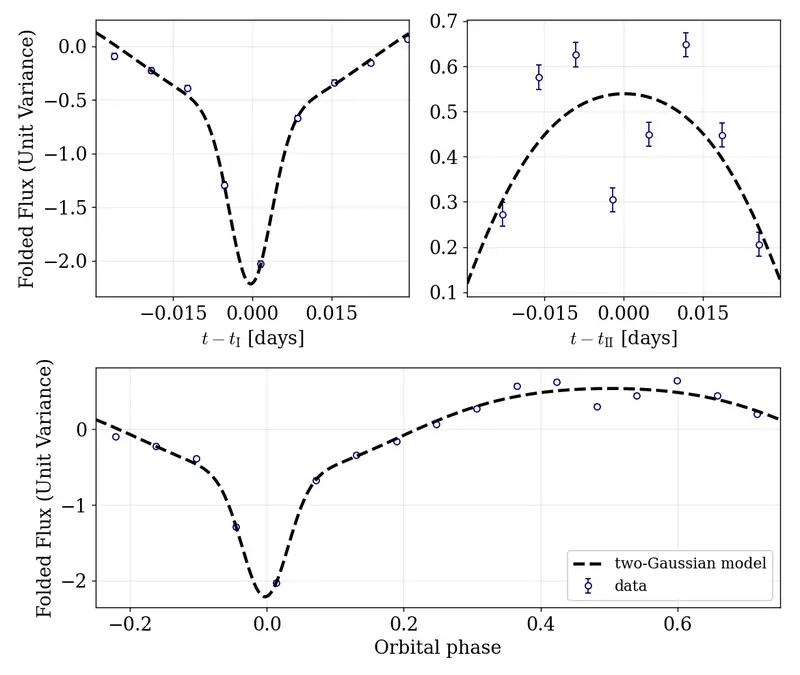 Folded Flux (Unit Variance)
0.0
−0.5
−1.0
−1.5
−2.0
−0.015 0.000 0.015
t − tI [days]
0.7
0.6
0.5
0.4
0.3
0.2
0.1
−0.015 0.000 0.015
t − tII [days]
Folded Flux (Unit Variance)
0
−1
−2
two-Gaussian model
data
−0.2 0.0 0.2 0.4 0.6
Orbital phase